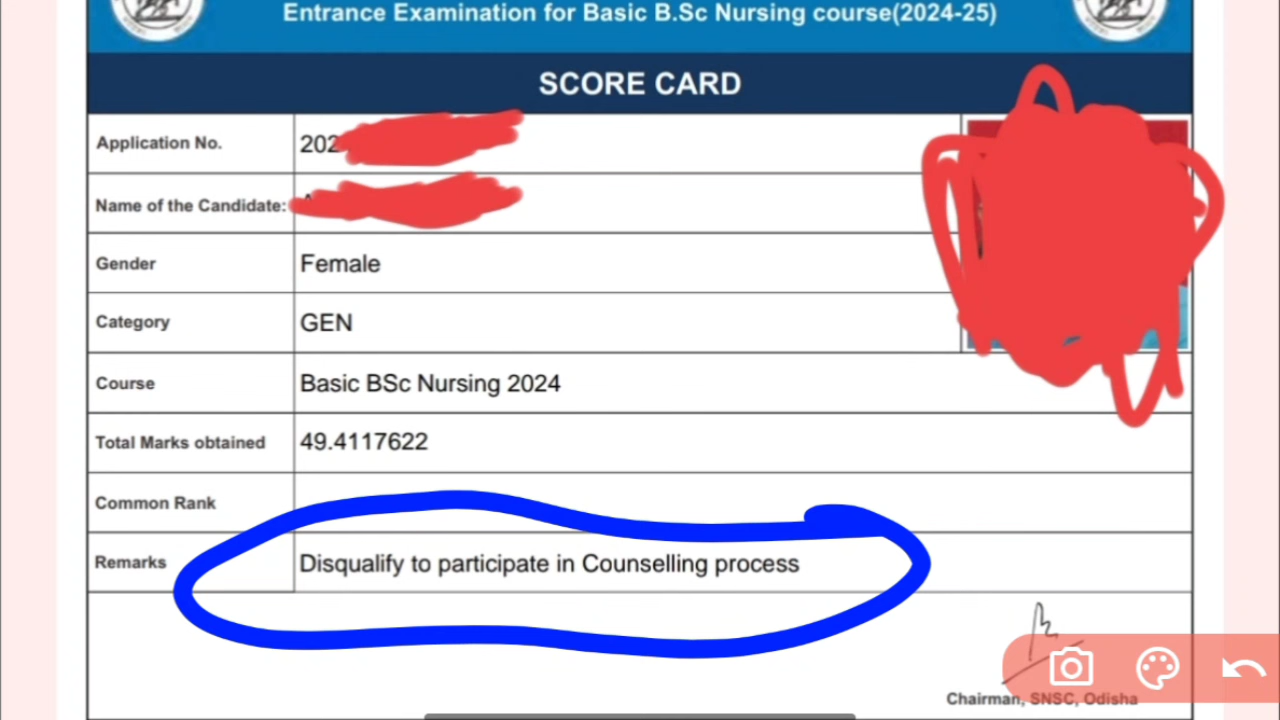 Entrance Examination for Basic B.Sc Nursing course(2024-25)
SCORE CARD
Application No. 202
Name of the Candidate:
Gender Female
Category GEN
Course Basic BSc Nursing 2024
Total Marks obtained 49.4117622
Common Rank
Remarks Disqualify to participate in Counselling process
Chairman, SNSC, Odisha